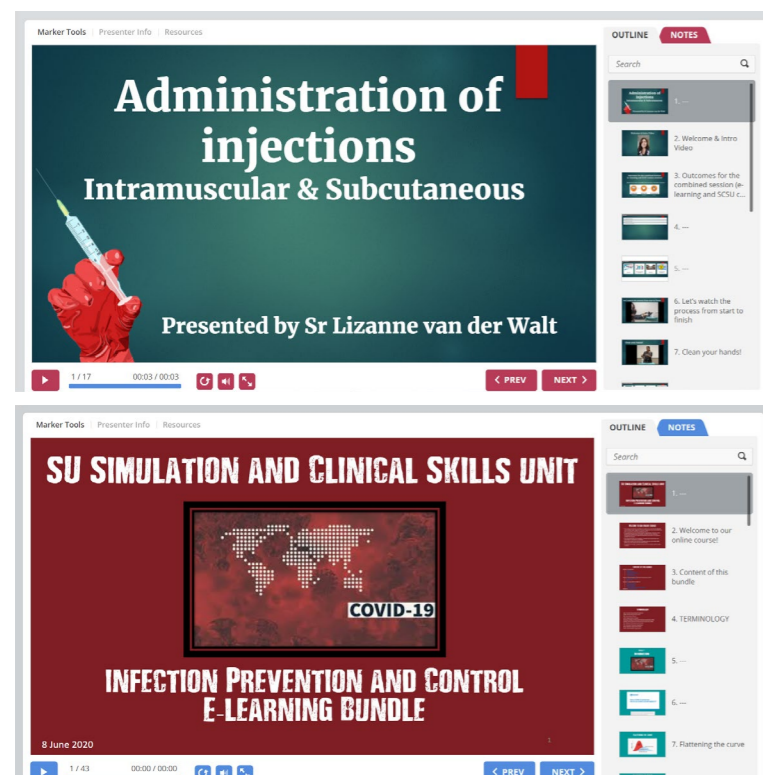 Marker Tools | Presenter Info | Resources
OUTLINE NOTES
Search
Administration of
injections
Intramuscular & Subcutaneous
Presented by Sr Lizanne van der Walt
1. —
2. Welcome & Intro
Video
3. Outcomes for the
combined session (e-
learning and SCSU c...
4. —
5. —
6. Let's watch the
process from start to
finish
7. Clean your hands!
1 / 17
00:03 / 00:03
< PREV
NEXT >
Marker Tools | Presenter Info | Resources
OUTLINE NOTES
Search
SU SIMULATION AND CLINICAL SKILLS UNIT
COVID-19
INFECTION PREVENTION AND CONTROL
E-LEARNING BUNDLE
8 June 2020
1
1. —
2. Welcome to our
online course!
3. Content of this
bundle
4. TERMINOLOGY
5. —
6. —
7. Flattening the curve
1 / 43
00:00 / 00:00
< PREV
NEXT >